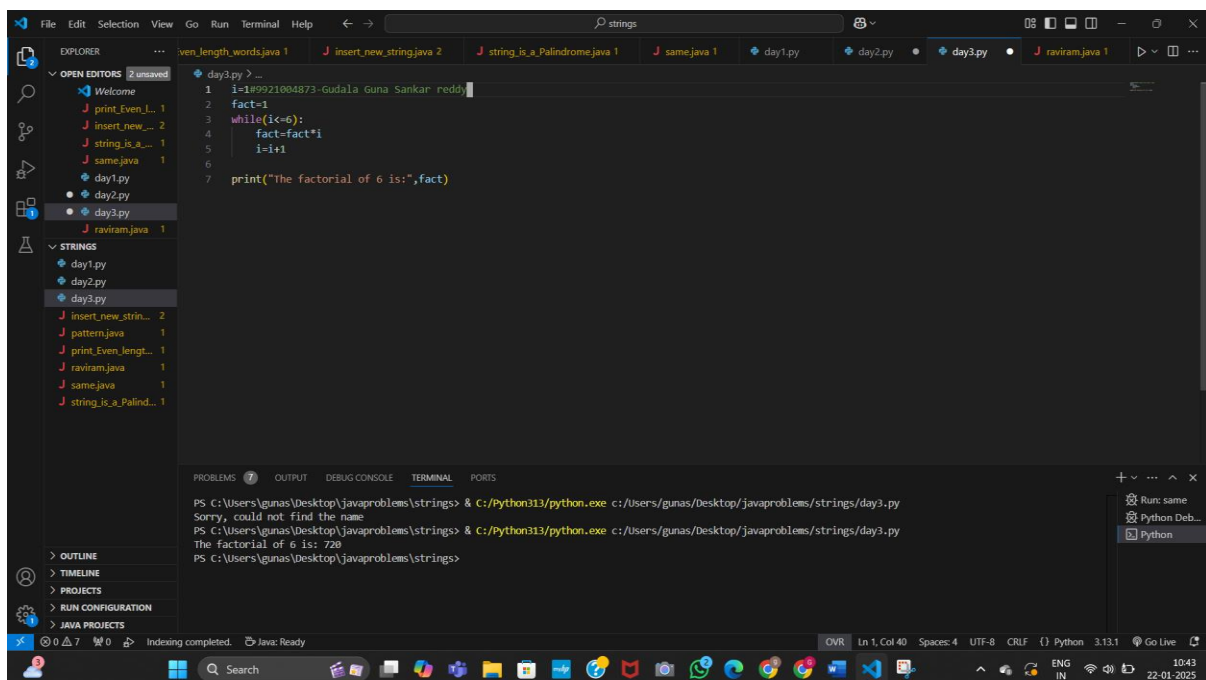 File Edit Selection View Go Run Terminal Help
strings
EXPLORER
OPEN EDITORS 2 unsaved
Welcome
print_Even_l... 1
insert_new_... 2
string_is_a_... 1
same.java 1
day1.py
day2.py
day3.py
raviram.java 1
STRINGS
day1.py
day2.py
day3.py
insert_new_strin... 2
pattern.java 1
print_Even_lengt... 1
raviram.java 1
same.java 1
string_is_a_Palind... 1
OUTLINE
TIMELINE
PROJECTS
RUN CONFIGURATION
JAVA PROJECTS
ven_length_words.java 1 insert_new_string.java 2 string_is_a_Palindrome.java 1 same.java 1 day1.py day2.py day3.py raviram.java 1
day3.py > ...
1 i=1#9921004873-Gudala Guna Sankar reddy
2 fact=1
3 while(i<=6):
4 fact=fact*i
5 i=i+1
6
7 print("The factorial of 6 is:",fact)
PROBLEMS 7 OUTPUT DEBUG CONSOLE TERMINAL PORTS
PS C:\Users\gunas\Desktop\javaproblems\strings> & C:/Python313/python.exe c:/Users/gunas/Desktop/javaproblems/strings/day3.py
Sorry, could not find the name
PS C:\Users\gunas\Desktop\javaproblems\strings> & C:/Python313/python.exe c:/Users/gunas/Desktop/javaproblems/strings/day3.py
The factorial of 6 is: 720
PS C:\Users\gunas\Desktop\javaproblems\strings>
Run: same
Python Deb...
Python
0 7 0 Indexing completed. Java: Ready OVR Ln 1, Col 40 Spaces: 4 UTF-8 CRLF {} Python 3.13.1 Go Live
Search
ENG
IN
10:43
22-01-2025